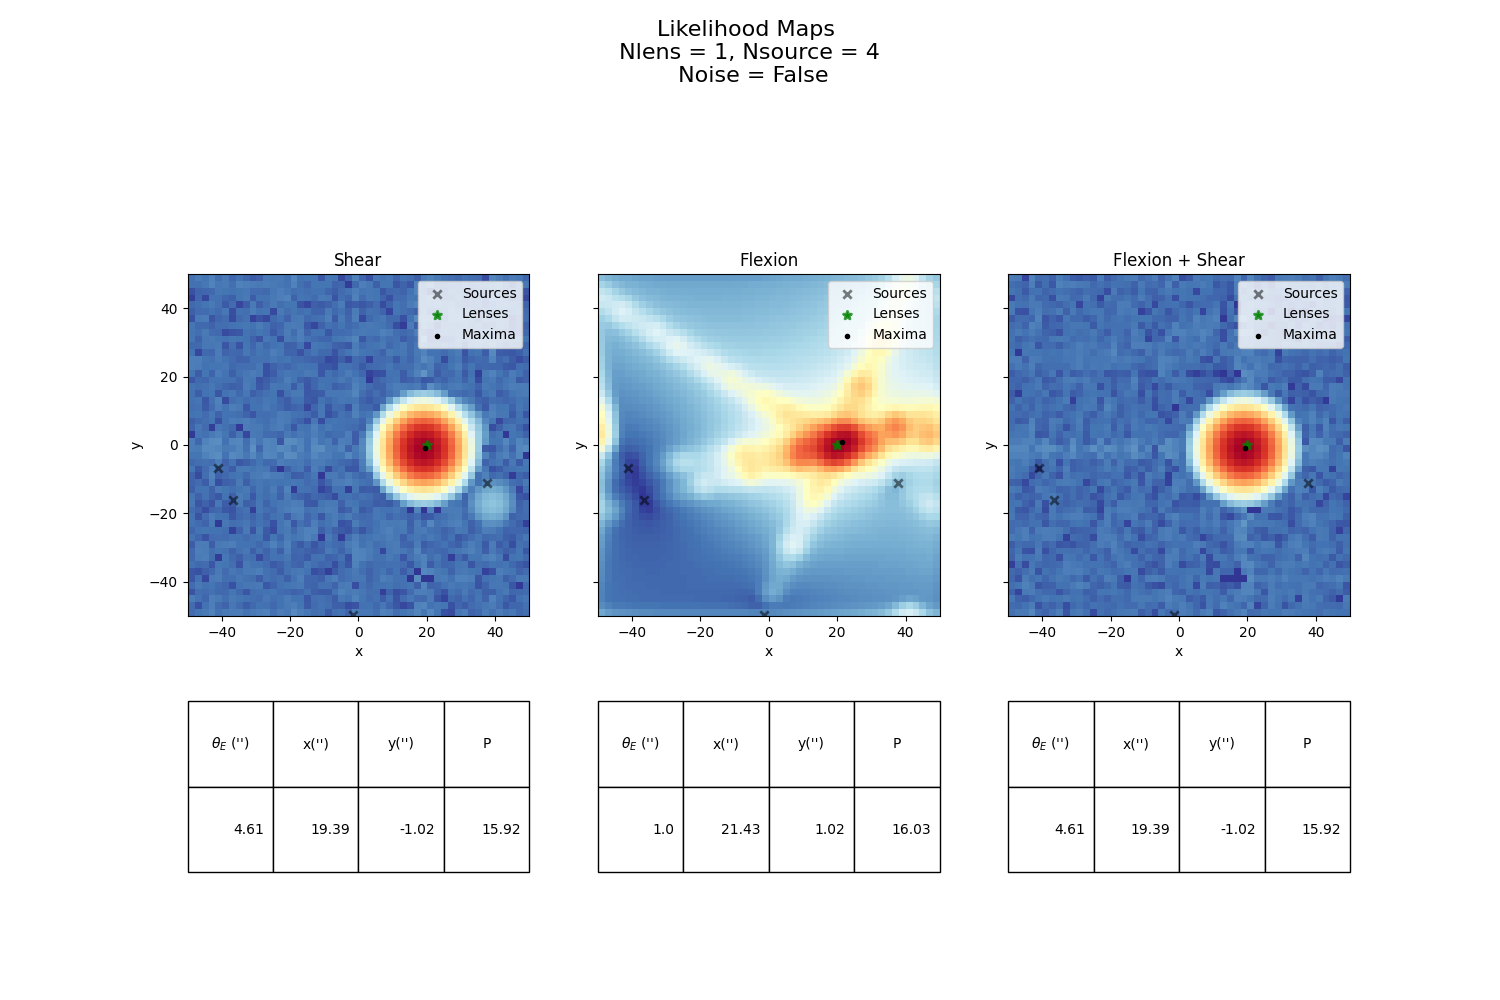 Likelihood Maps
Nlens = 1, Nsource = 4
Noise = False
Shear
Sources
Lenses
Maxima
y
40
20
0
−20
−40
−40 −20 0 20 40
x
θE ('') x('') y('') P
4.61 19.39 -1.02 15.92
Flexion
Sources
Lenses
Maxima
y
−40 −20 0 20 40
x
θE ('') x('') y('') P
1.0 21.43 1.02 16.03
Flexion + Shear
Sources
Lenses
Maxima
y
−40 −20 0 20 40
x
θE ('') x('') y('') P
4.61 19.39 -1.02 15.92